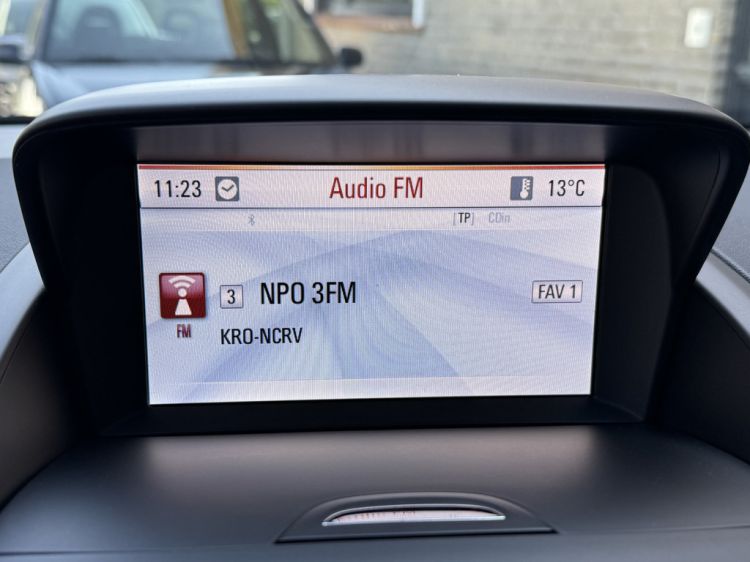 11:23 Audio FM 13°C
[TP] CDin
3 NPO 3FM FAV 1
FM
KRO-NCRV